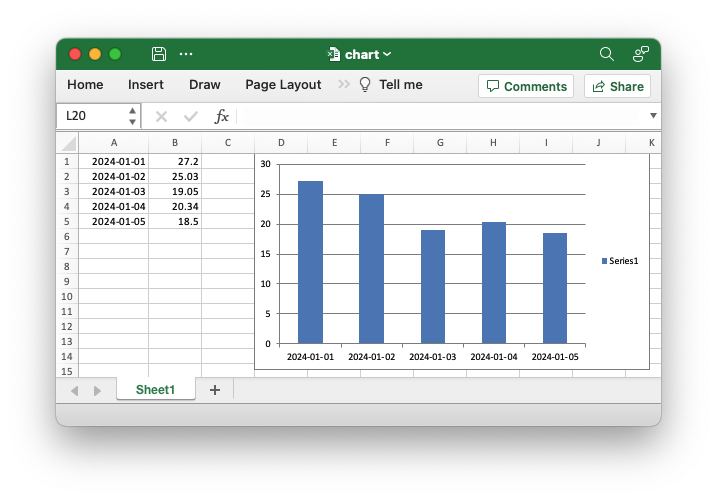 chart
Home Insert Draw Page Layout Tell me Comments Share
L20 fx
A B C D E F G H I J K
1 2024-01-01 27.2
2 2024-01-02 25.03
3 2024-01-03 19.05
4 2024-01-04 20.34
5 2024-01-05 18.5
6
7
8
9
10
11
12
13
14
15
30
25
20
15
10
5
0
2024-01-01 2024-01-02 2024-01-03 2024-01-04 2024-01-05
Series1
Sheet1